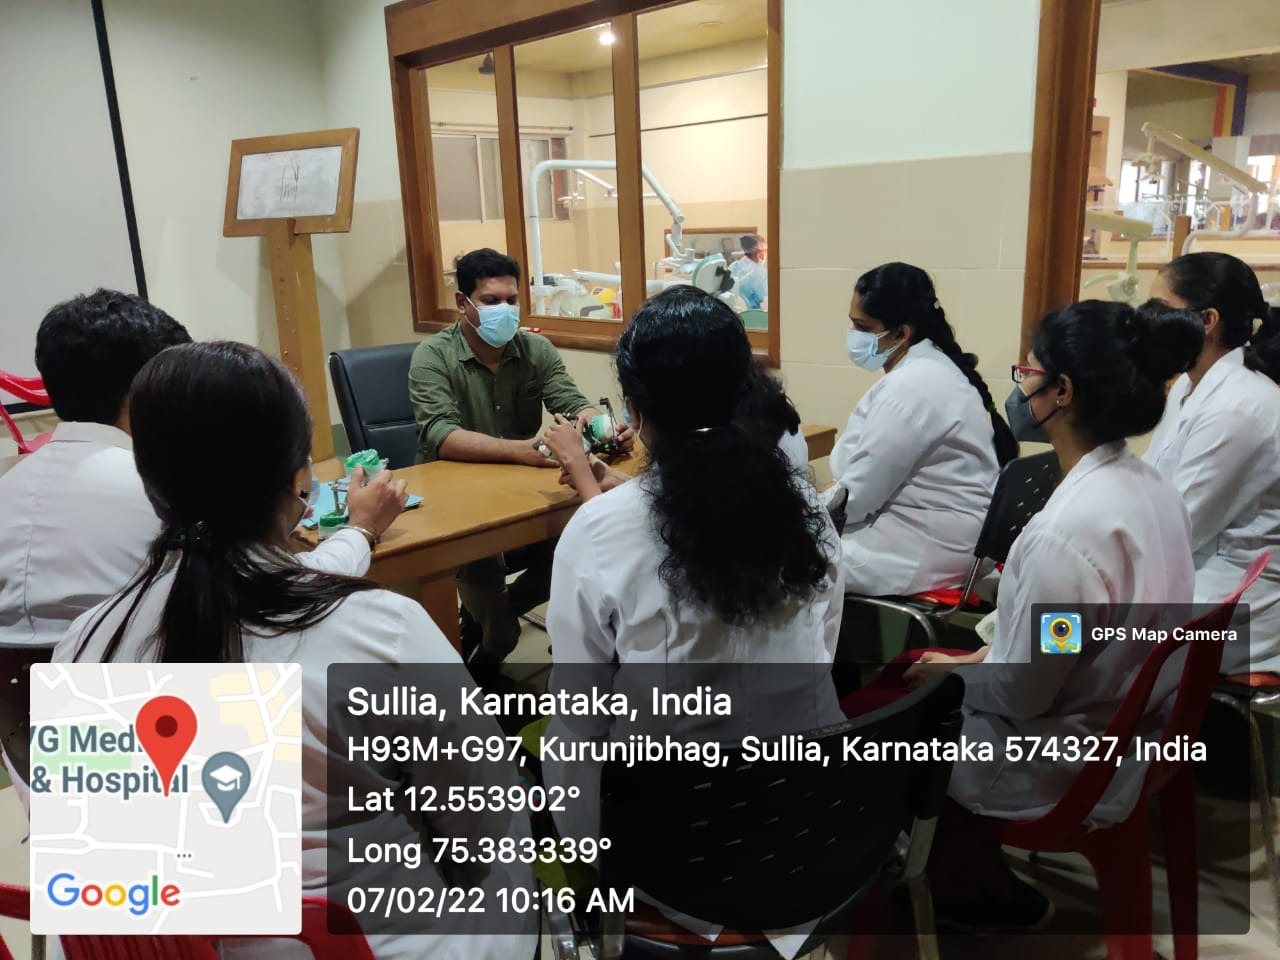 GPS Map Camera
Sullia, Karnataka, India
H93M+G97, Kurunjibhag, Sullia, Karnataka 574327, India
Lat 12.553902°
Long 75.383339°
07/02/22 10:16 AM
& Hospital
...
Google